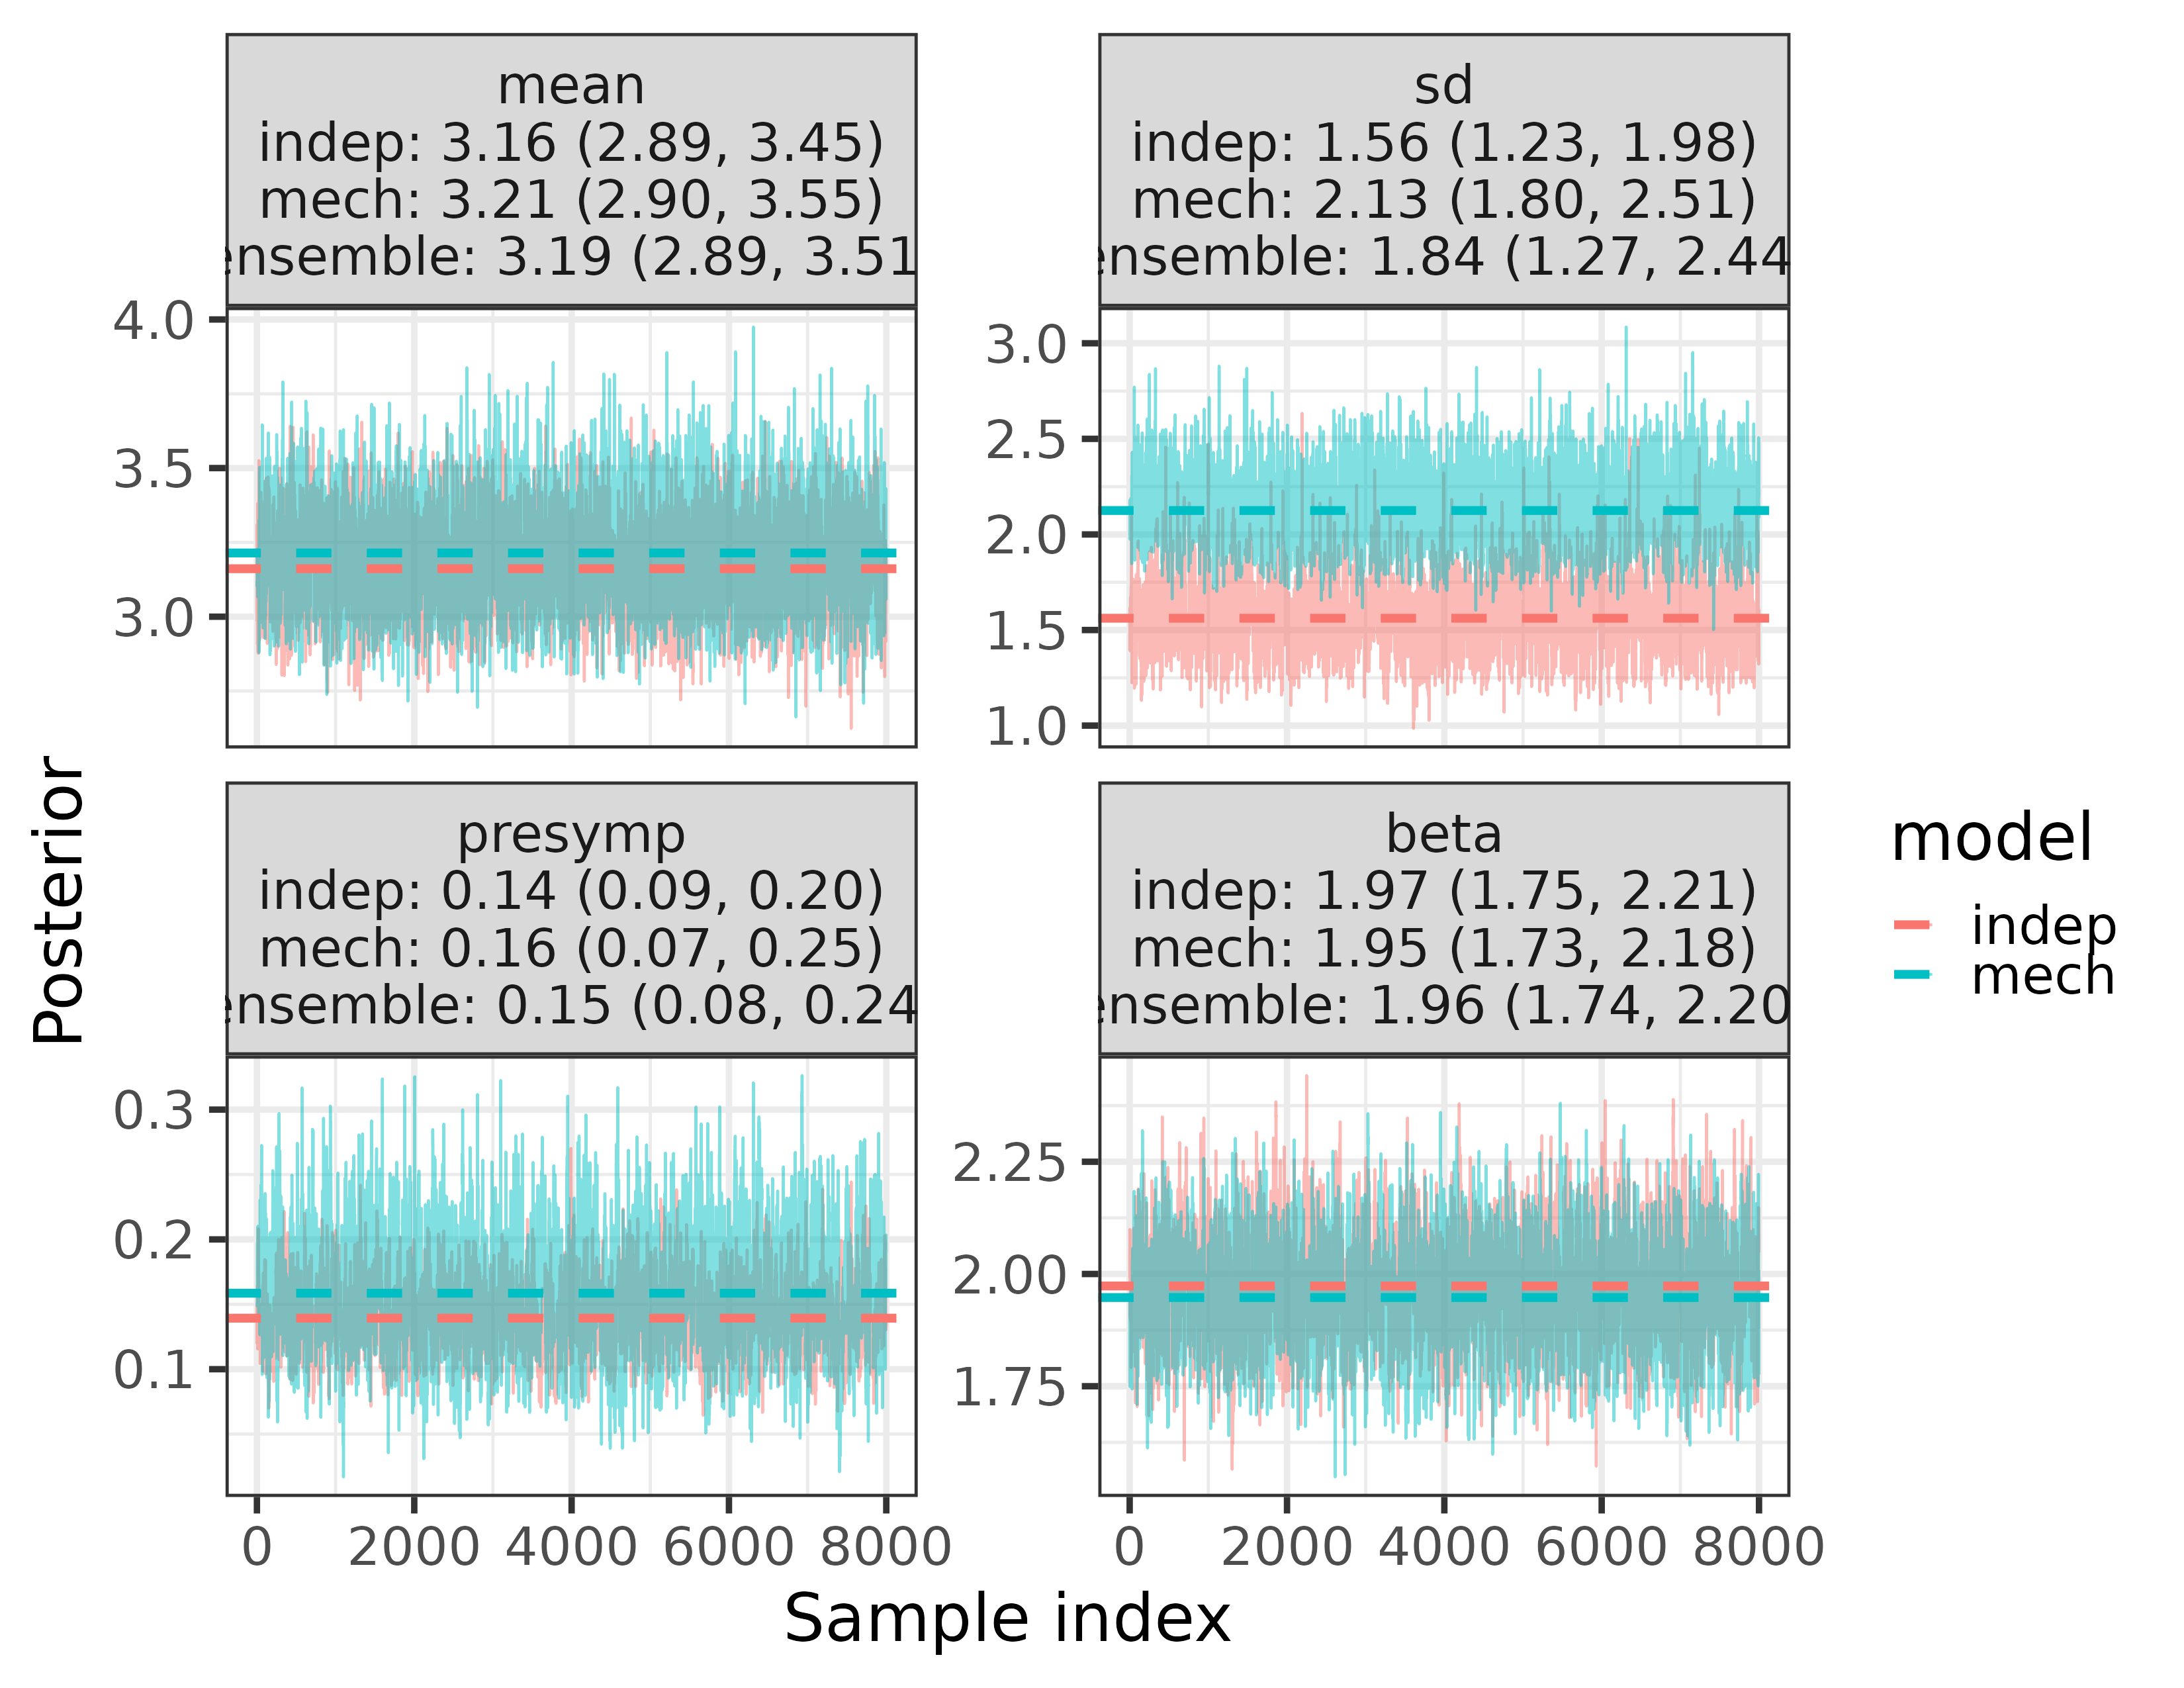 mean
indep: 3.16 (2.89, 3.45)
mech: 3.21 (2.90, 3.55)
ensemble: 3.19 (2.89, 3.51
sd
indep: 1.56 (1.23, 1.98)
mech: 2.13 (1.80, 2.51)
ensemble: 1.84 (1.27, 2.44
4.0
3.5
3.0
3.0
2.5
2.0
1.5
1.0
Posterior
presymp
indep: 0.14 (0.09, 0.20)
mech: 0.16 (0.07, 0.25)
ensemble: 0.15 (0.08, 0.24
beta
indep: 1.97 (1.75, 2.21)
mech: 1.95 (1.73, 2.18)
ensemble: 1.96 (1.74, 2.20
0.3
0.2
0.1
2.25
2.00
1.75
0 2000 4000 6000 8000
0 2000 4000 6000 8000
Sample index
model
indep
mech